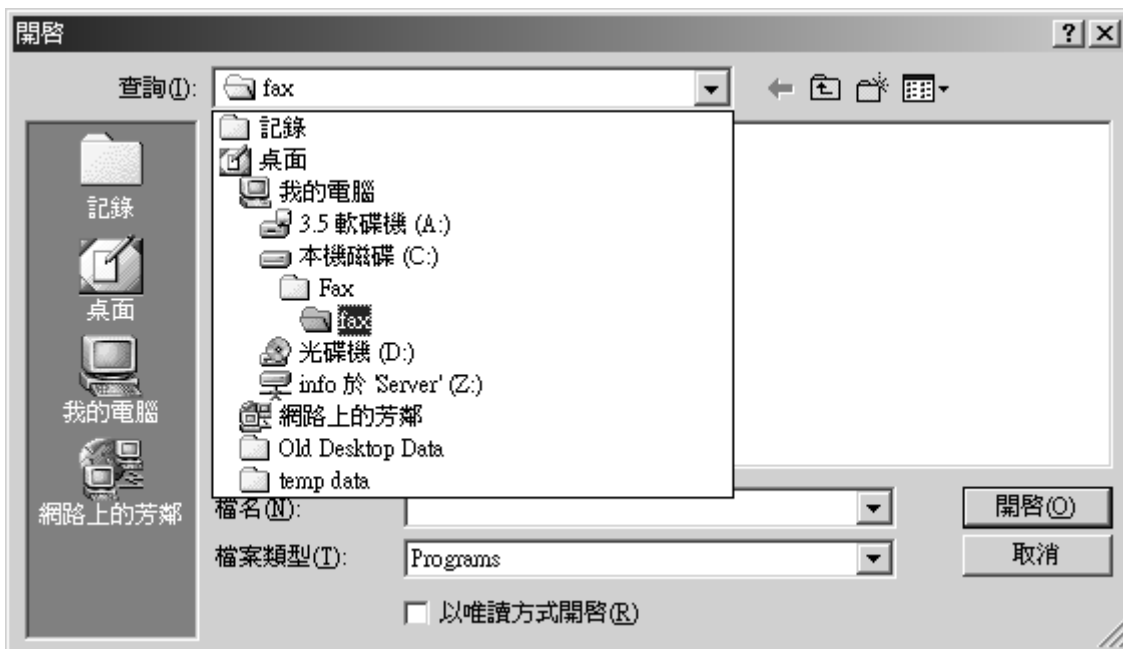 開啓
查詢(I): fax
記錄
桌面
我的電腦
3.5 軟碟機 (A:)
本機磁碟 (C:)
Fax
fax
光碟機 (D:)
info 於 'Server' (Z:)
網路上的芳鄰
Old Desktop Data
temp data
記錄
桌面
我的電腦
網路上的芳鄰
檔名(N):
開啓(O)
檔案類型(T): Programs
取消
以唯讀方式開啓(R)